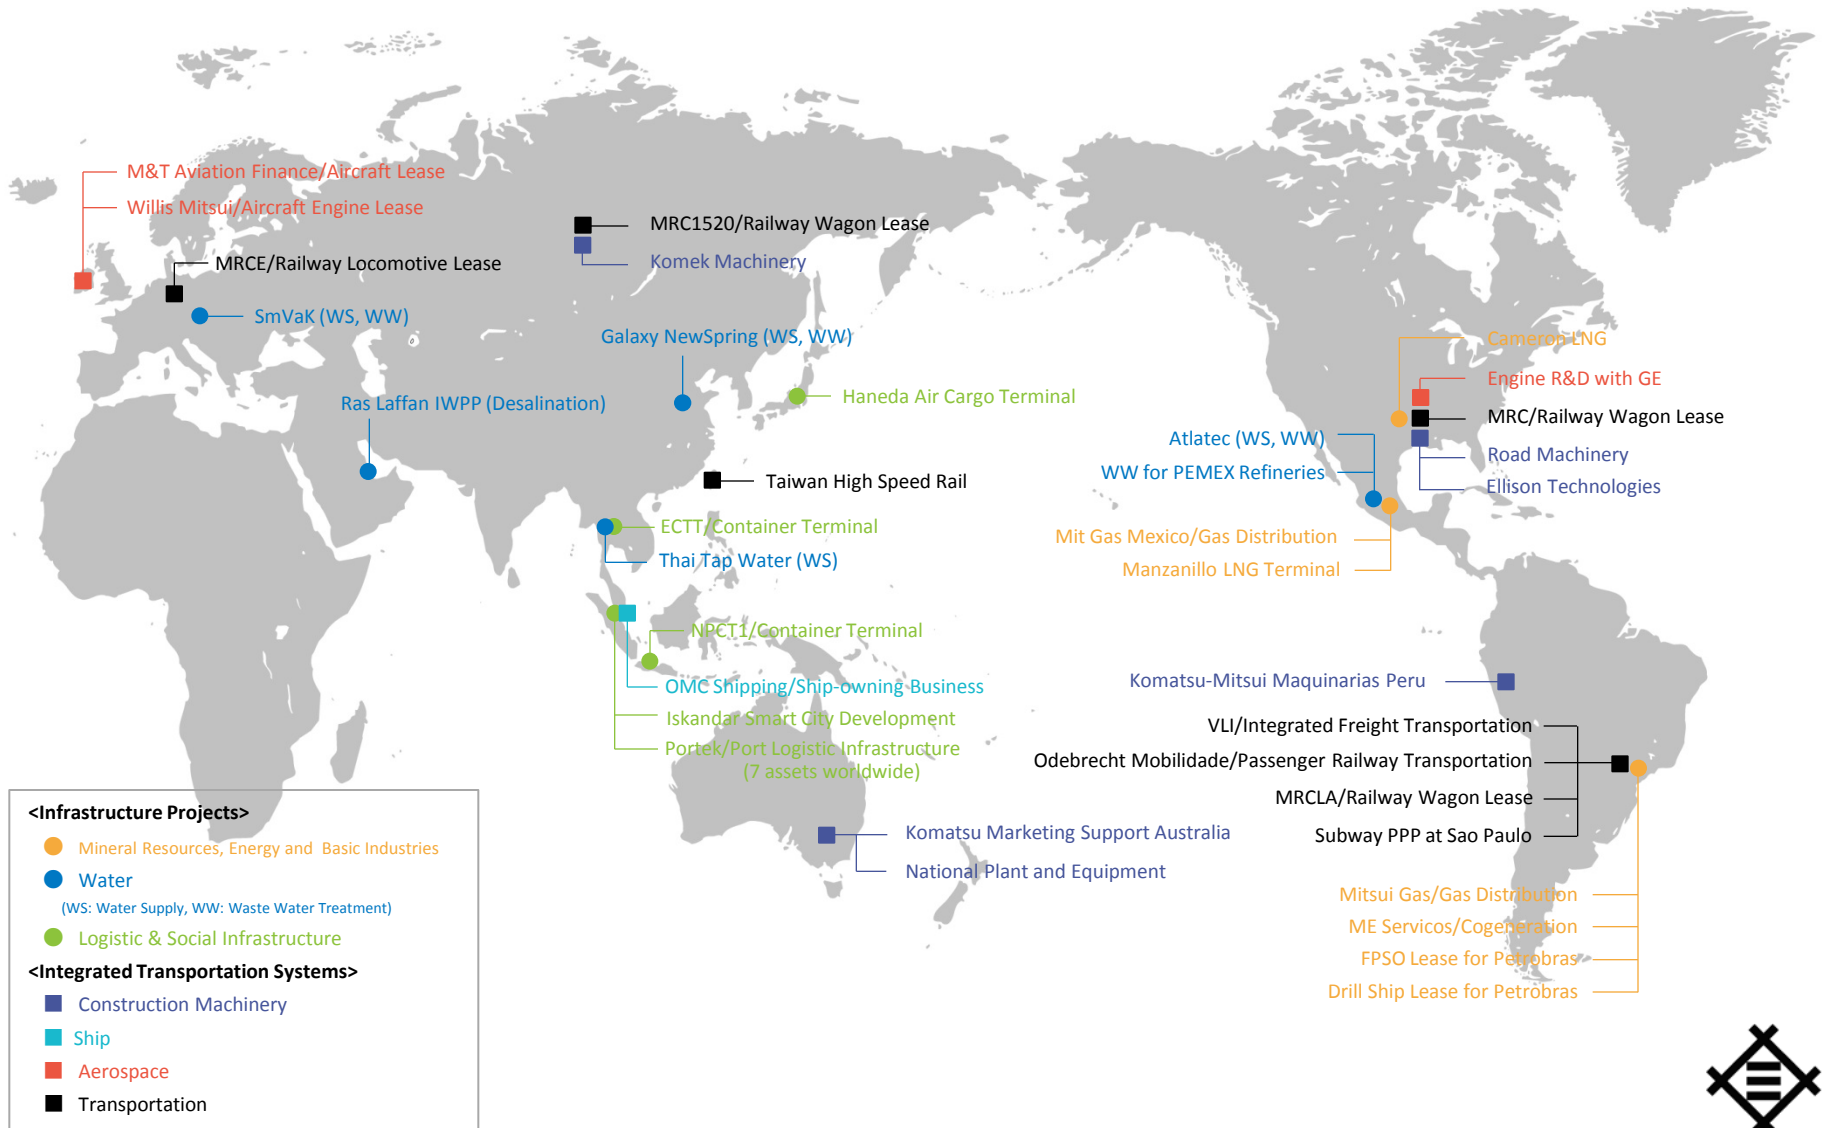 M&T Aviation Finance/Aircraft Lease
Willis Mitsui/Aircraft Engine Lease
MRCE/Railway Locomotive Lease
SmVaK (WS, WW)
MRC1520/Railway Wagon Lease
Komek Machinery
Galaxy NewSpring (WS, WW)
Ras Laffan IWPP (Desalination)
Haneda Air Cargo Terminal
Taiwan High Speed Rail
ECTT/Container Terminal
Thai Tap Water (WS)
NPCT1/Container Terminal
OMC Shipping/Ship-owning Business
Iskandar Smart City Development
Portek/Port Logistic Infrastructure
(7 assets worldwide)
Komatsu Marketing Support Australia
National Plant and Equipment
Cameron LNG
Engine R&D with GE
MRC/Railway Wagon Lease
Road Machinery
Ellison Technologies
Atlatec (WS, WW)
WW for PEMEX Refineries
Mit Gas Mexico/Gas Distribution
Manzanillo LNG Terminal
Komatsu-Mitsui Maquinarias Peru
VLI/Integrated Freight Transportation
Odebrecht Mobilidade/Passenger Railway Transportation
MRCLA/Railway Wagon Lease
Subway PPP at Sao Paulo
Mitsui Gas/Gas Distribution
ME Servicos/Cogeneration
FPSO Lease for Petrobras
Drill Ship Lease for Petrobras
<Infrastructure Projects>
Mineral Resources, Energy and Basic Industries
Water
(WS: Water Supply, WW: Waste Water Treatment)
Logistic & Social Infrastructure
<Integrated Transportation Systems>
Construction Machinery
Ship
Aerospace
Transportation